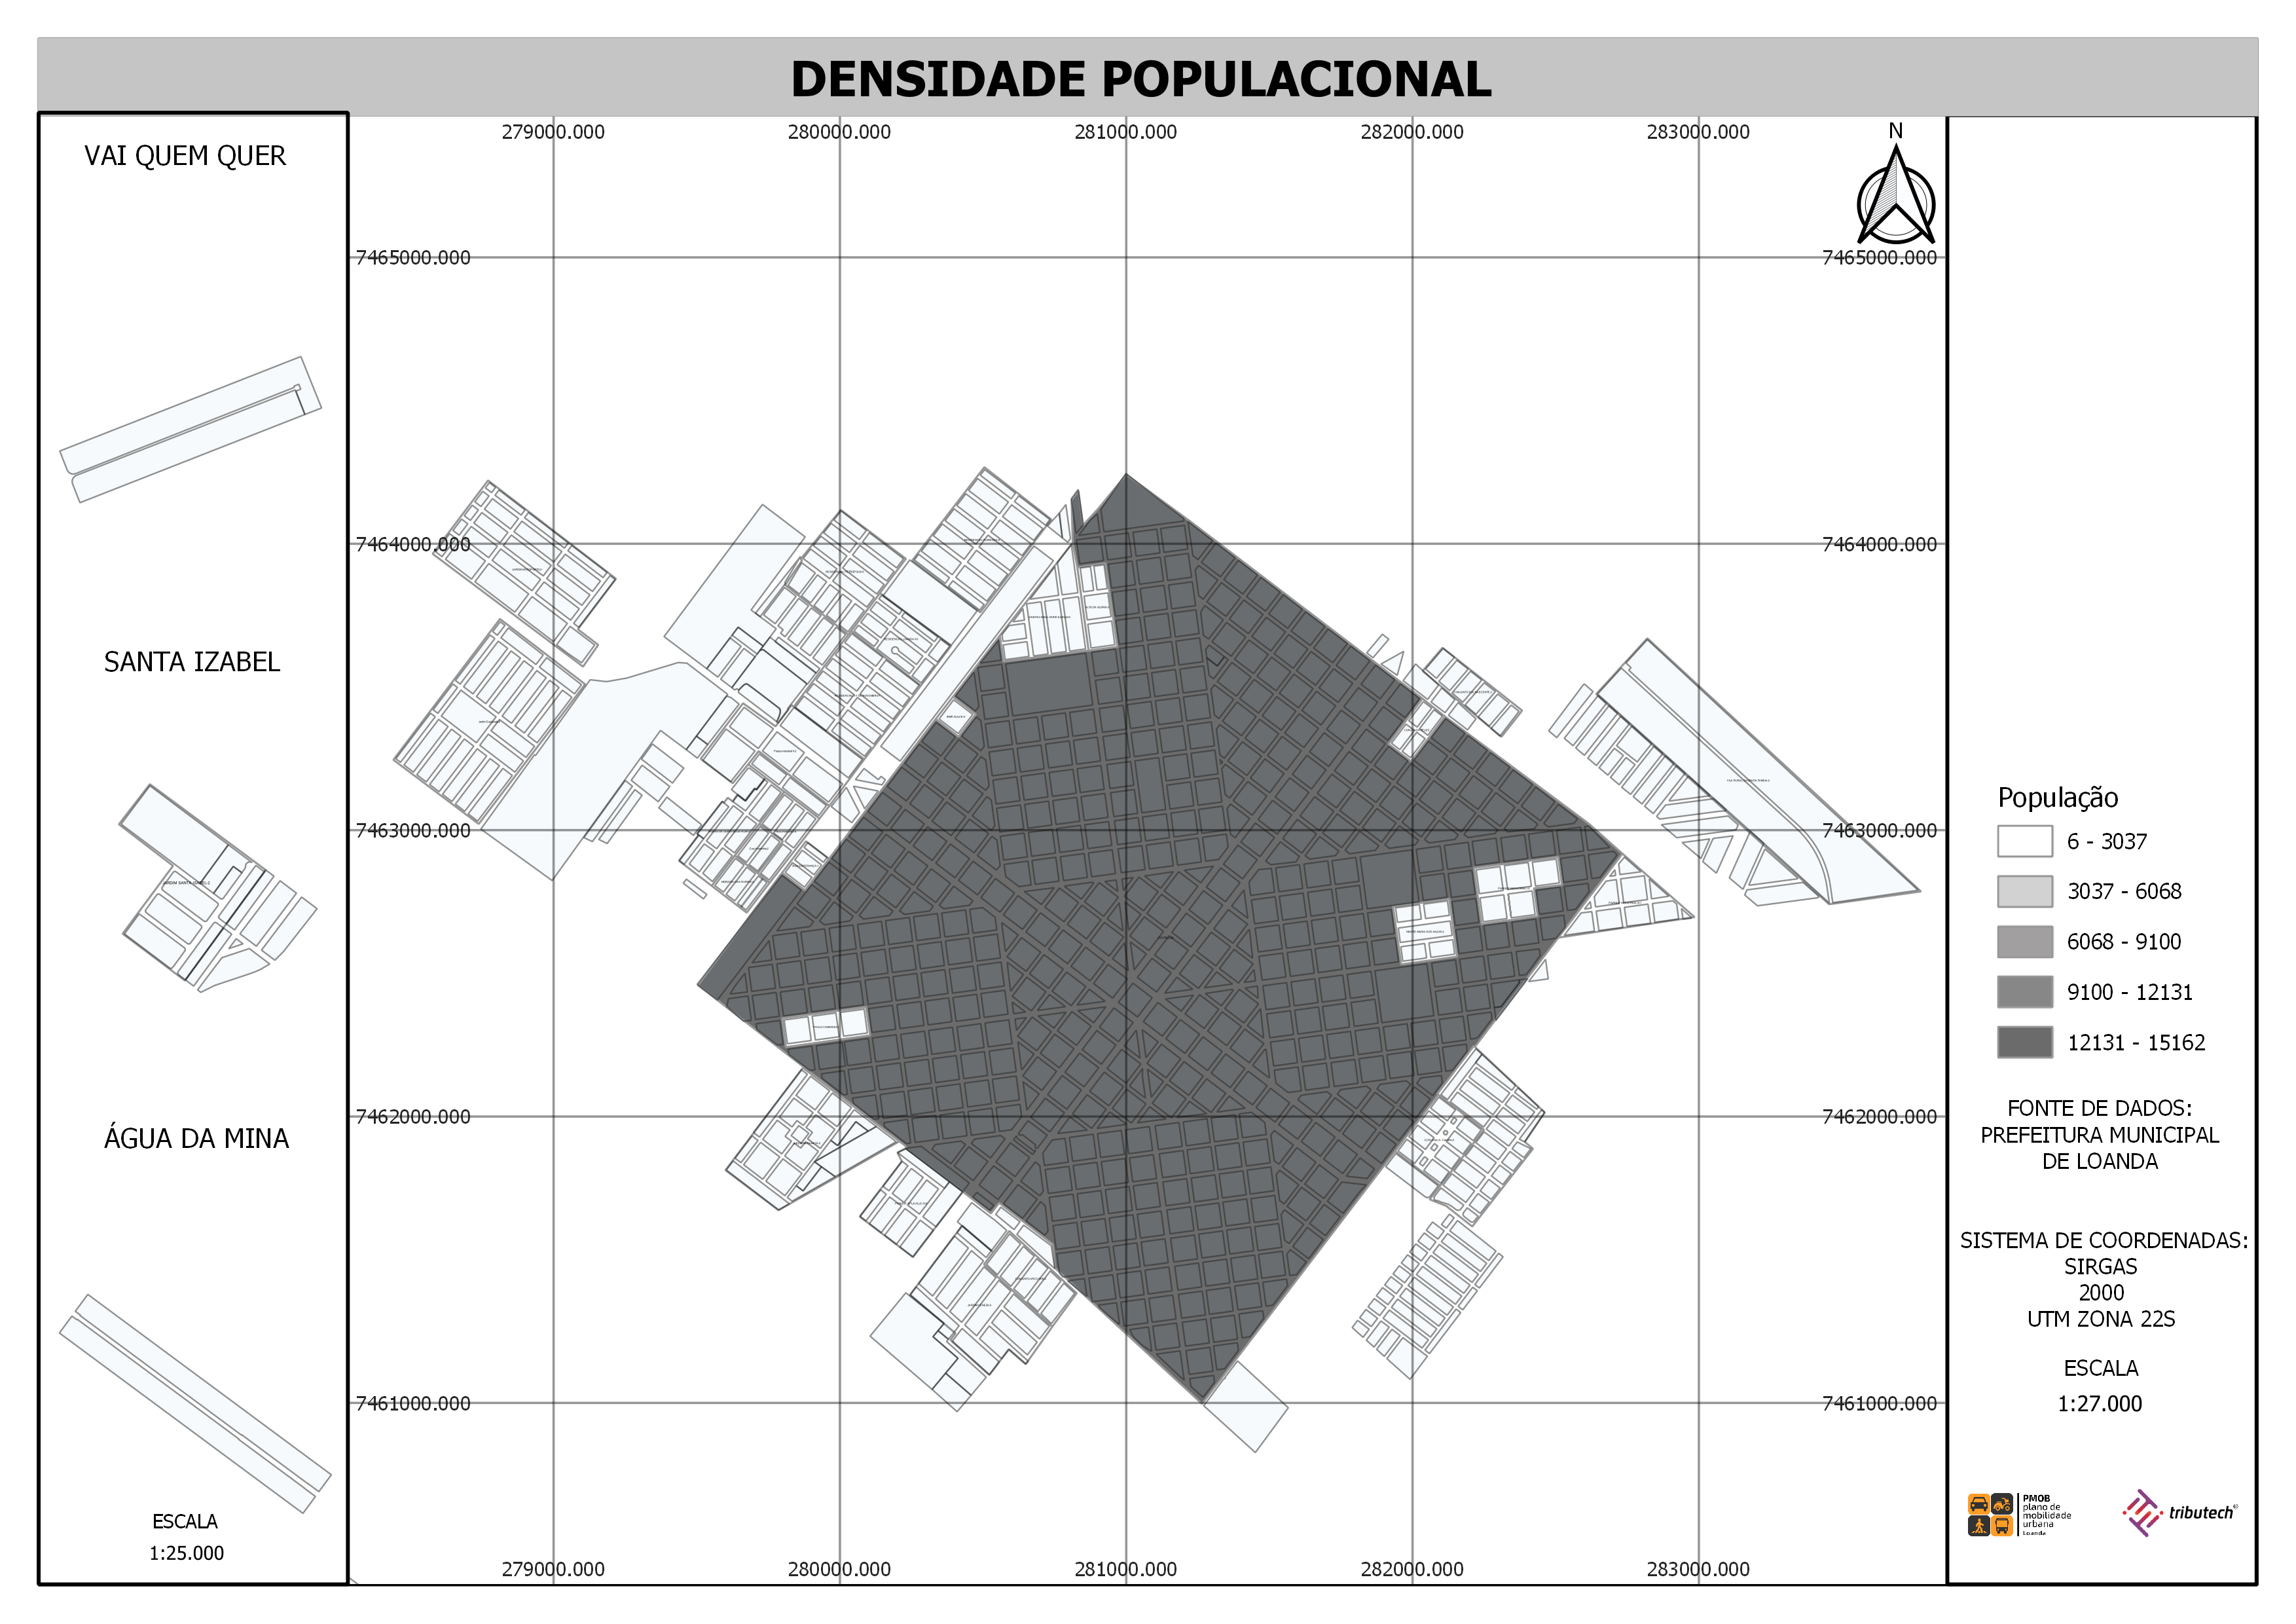 DENSIDADE POPULACIONAL
VAI QUEM QUER
SANTA IZABEL
JARDIM SANTA IZABEL 2
ÁGUA DA MINA
ESCALA
1:25.000
279000.000 280000.000 281000.000 282000.000 283000.000
N
7465000.000 7465000.000
7464000.000 7464000.000
7463000.000 7463000.000
7462000.000 7462000.000
7461000.000 7461000.000
279000.000 280000.000 281000.000 282000.000 283000.000
População
6 - 3037
3037 - 6068
6068 - 9100
9100 - 12131
12131 - 15162
FONTE DE DADOS:
PREFEITURA MUNICIPAL
DE LOANDA
SISTEMA DE COORDENADAS:
SIRGAS
2000
UTM ZONA 22S
ESCALA
1:27.000
PMOB
plano de
mobilidade
urbana
Loanda
tributech®